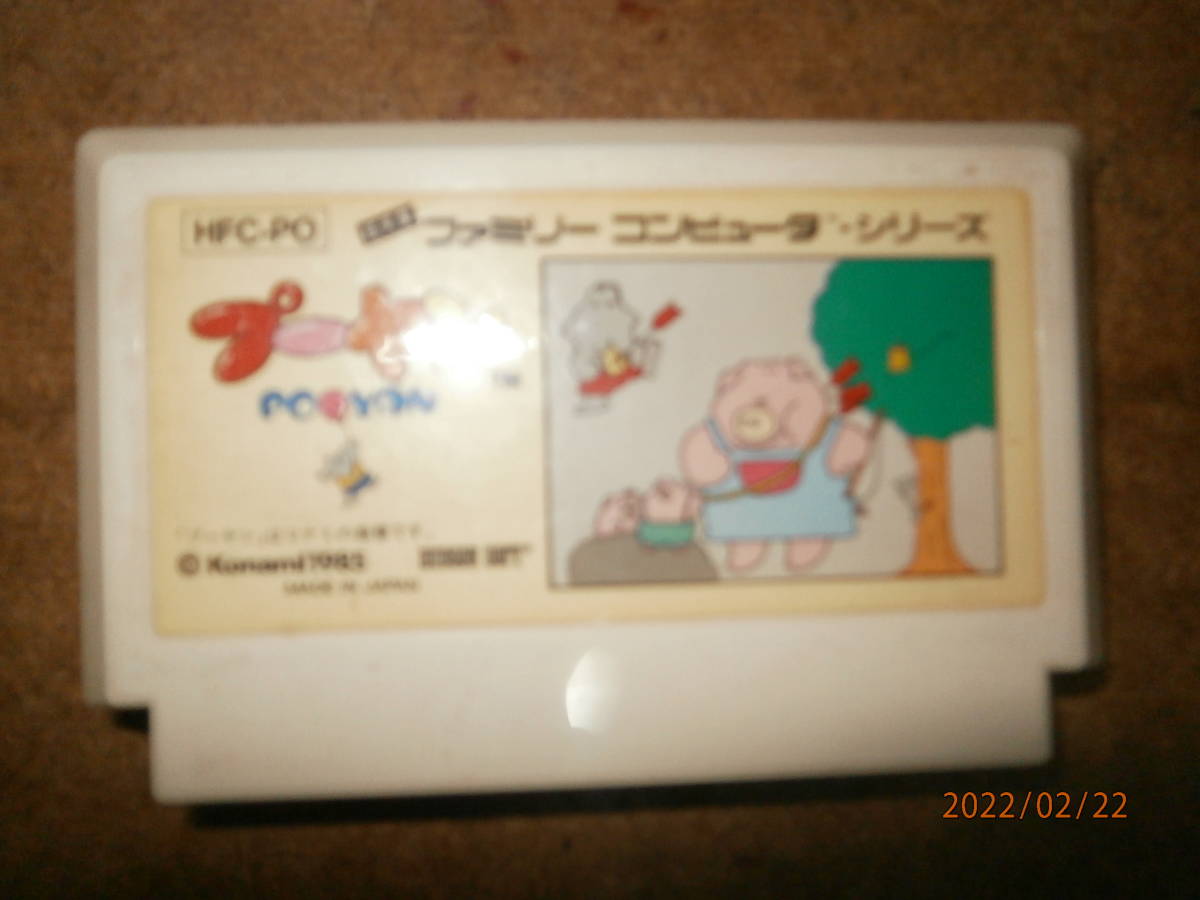 HFC-PO
ファミリー コンピュータ・シリーズ
POOYAN
TM
© Konami 1985
HUDSON SOFT
MADE IN JAPAN
2022/02/22